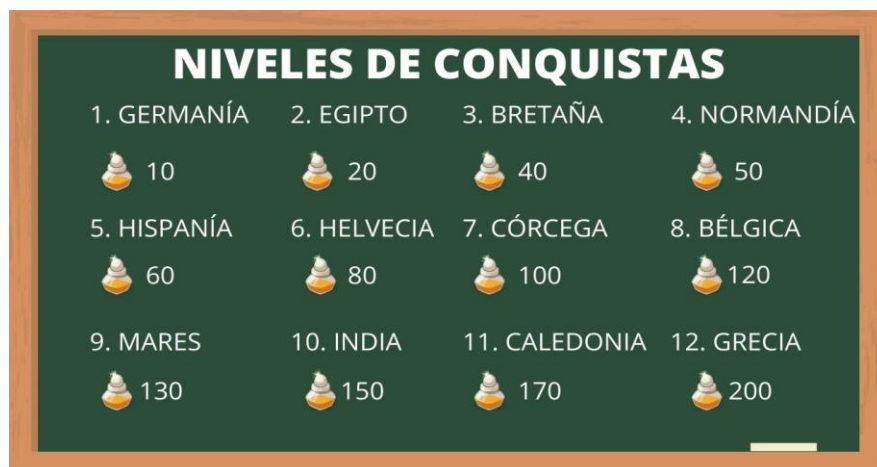 NIVELES DE CONQUISTAS
1. GERMANÍA 2. EGIPTO 3. BRETAÑA 4. NORMANDÍA
10 20 40 50
5. HISPANÍA 6. HELVECIA 7. CÓRCEGA 8. BÉLGICA
60 80 100 120
9. MARES 10. INDIA 11. CALEDONIA 12. GRECIA
130 150 170 200